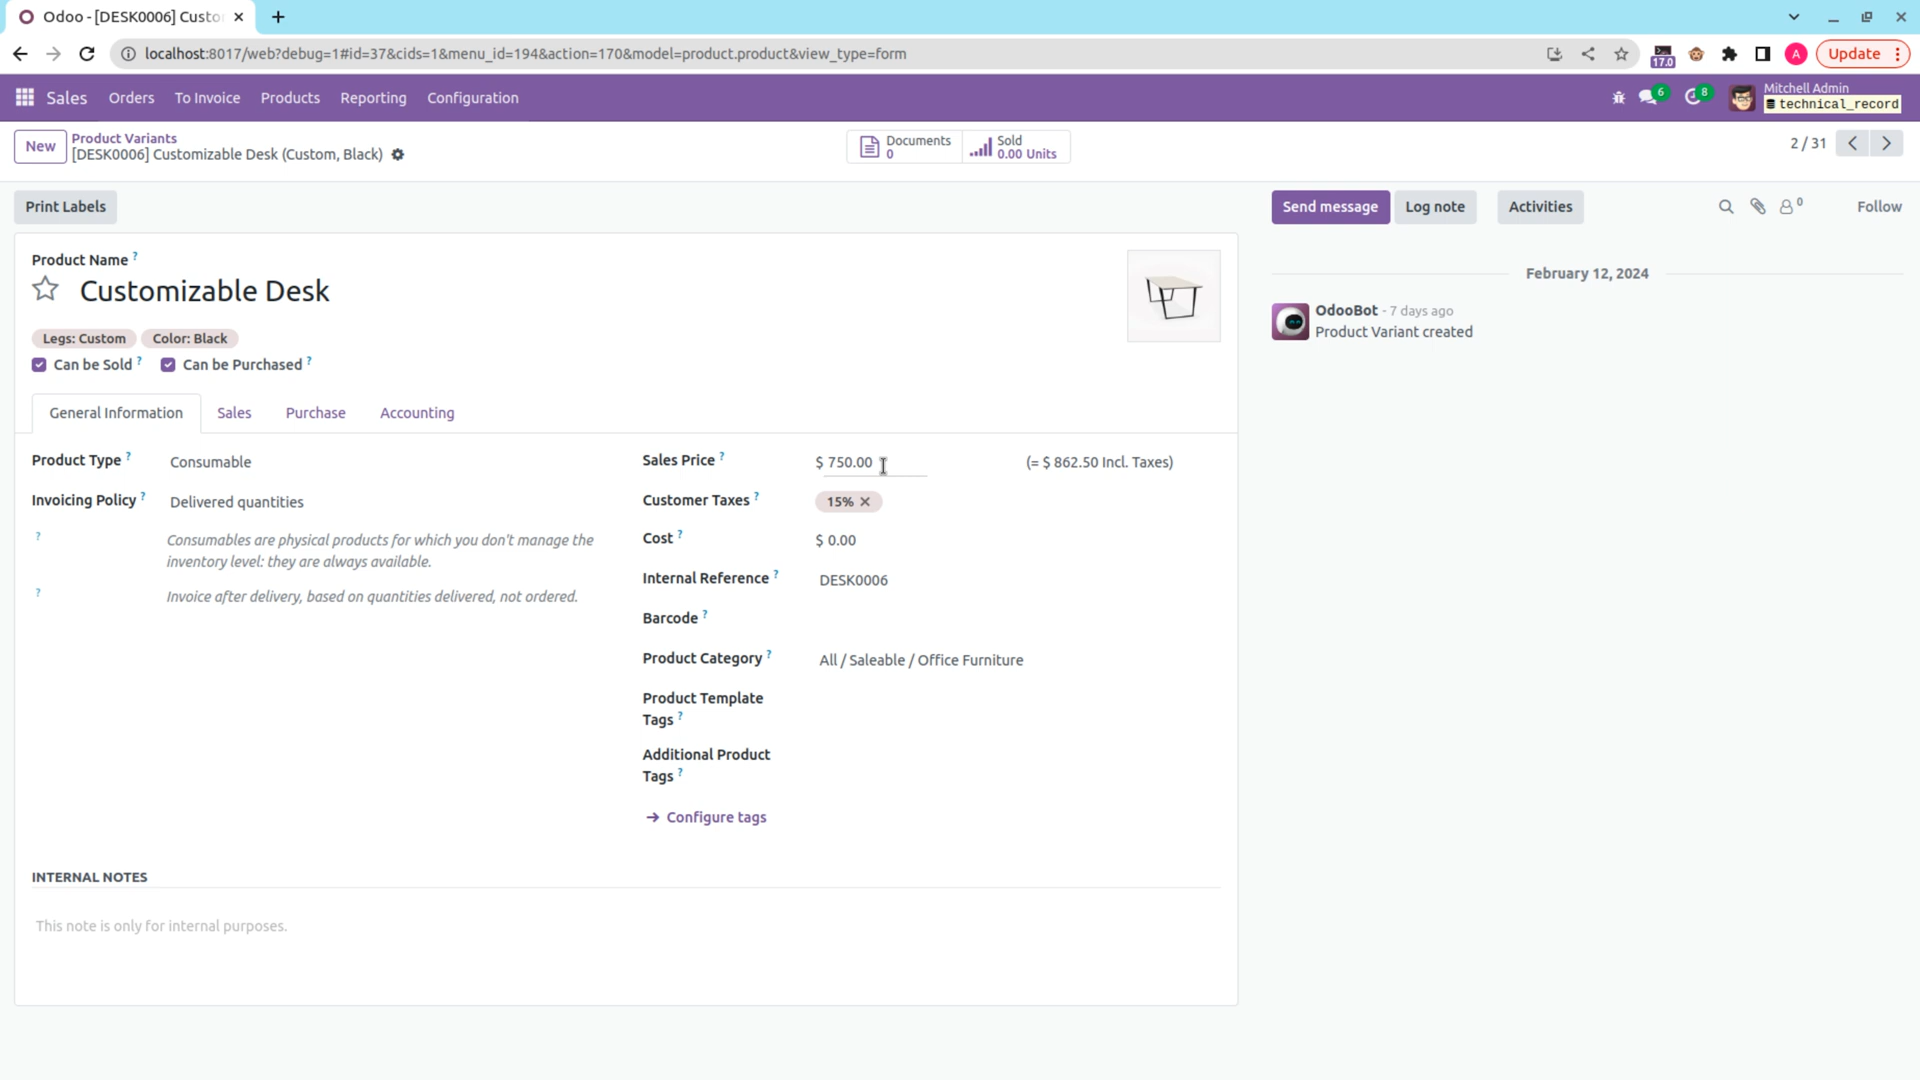 Odoo - [DESK0006] Custo
localhost:8017/web?debug=1#id=37&cids=1&menu_id=194&action=170&model=product.product&view_type=form
17.0
A
Update
Sales Orders To Invoice Products Reporting Configuration
6
8
Mitchell Admin
technical_record
New
Product Variants
[DESK0006] Customizable Desk (Custom, Black)
Documents
0
Sold
0.00 Units
2 / 31
Print Labels
Send message Log note Activities
0
Follow
Product Name ?
Customizable Desk
Legs: Custom Color: Black
Can be Sold ? Can be Purchased ?
February 12, 2024
OdooBot - 7 days ago
Product Variant created
General Information Sales Purchase Accounting
Product Type ? Consumable
Invoicing Policy ? Delivered quantities
? Consumables are physical products for which you don't manage the
inventory level: they are always available.
? Invoice after delivery, based on quantities delivered, not ordered.
Sales Price ? $ 750.00 (= $ 862.50 Incl. Taxes)
Customer Taxes ? 15%
Cost ? $ 0.00
Internal Reference ? DESK0006
Barcode ?
Product Category ? All / Saleable / Office Furniture
Product Template
Tags ?
Additional Product
Tags ?
Configure tags
INTERNAL NOTES
This note is only for internal purposes.